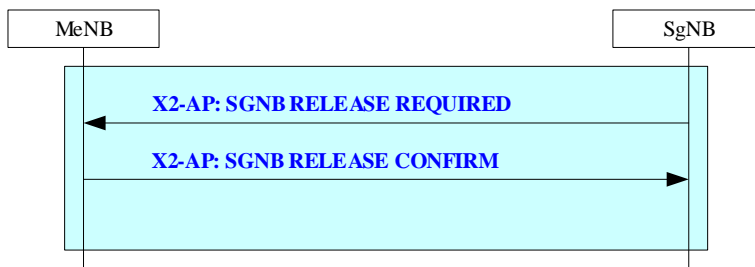 MeNB
SgNB
X2-AP: SGNB RELEASE REQUIRED
X2-AP: SGNB RELEASE CONFIRM